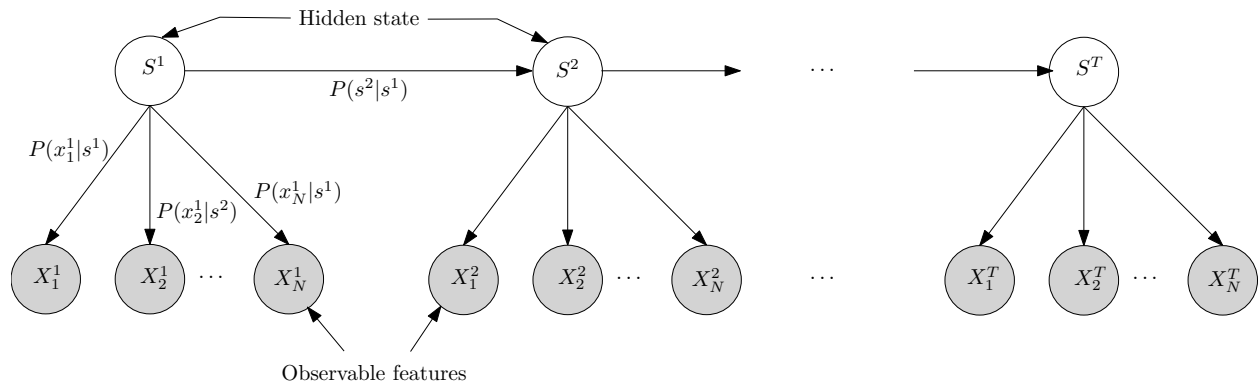 Hidden state
S^1
S^2
···
S^T
P(s^2|s^1)
P(x_1^1|s^1)
P(x_2^1|s^2)
P(x_N^1|s^1)
X_1^1
X_2^1
···
X_N^1
X_1^2
X_2^2
···
X_N^2
···
X_1^T
X_2^T
···
X_N^T
Observable features